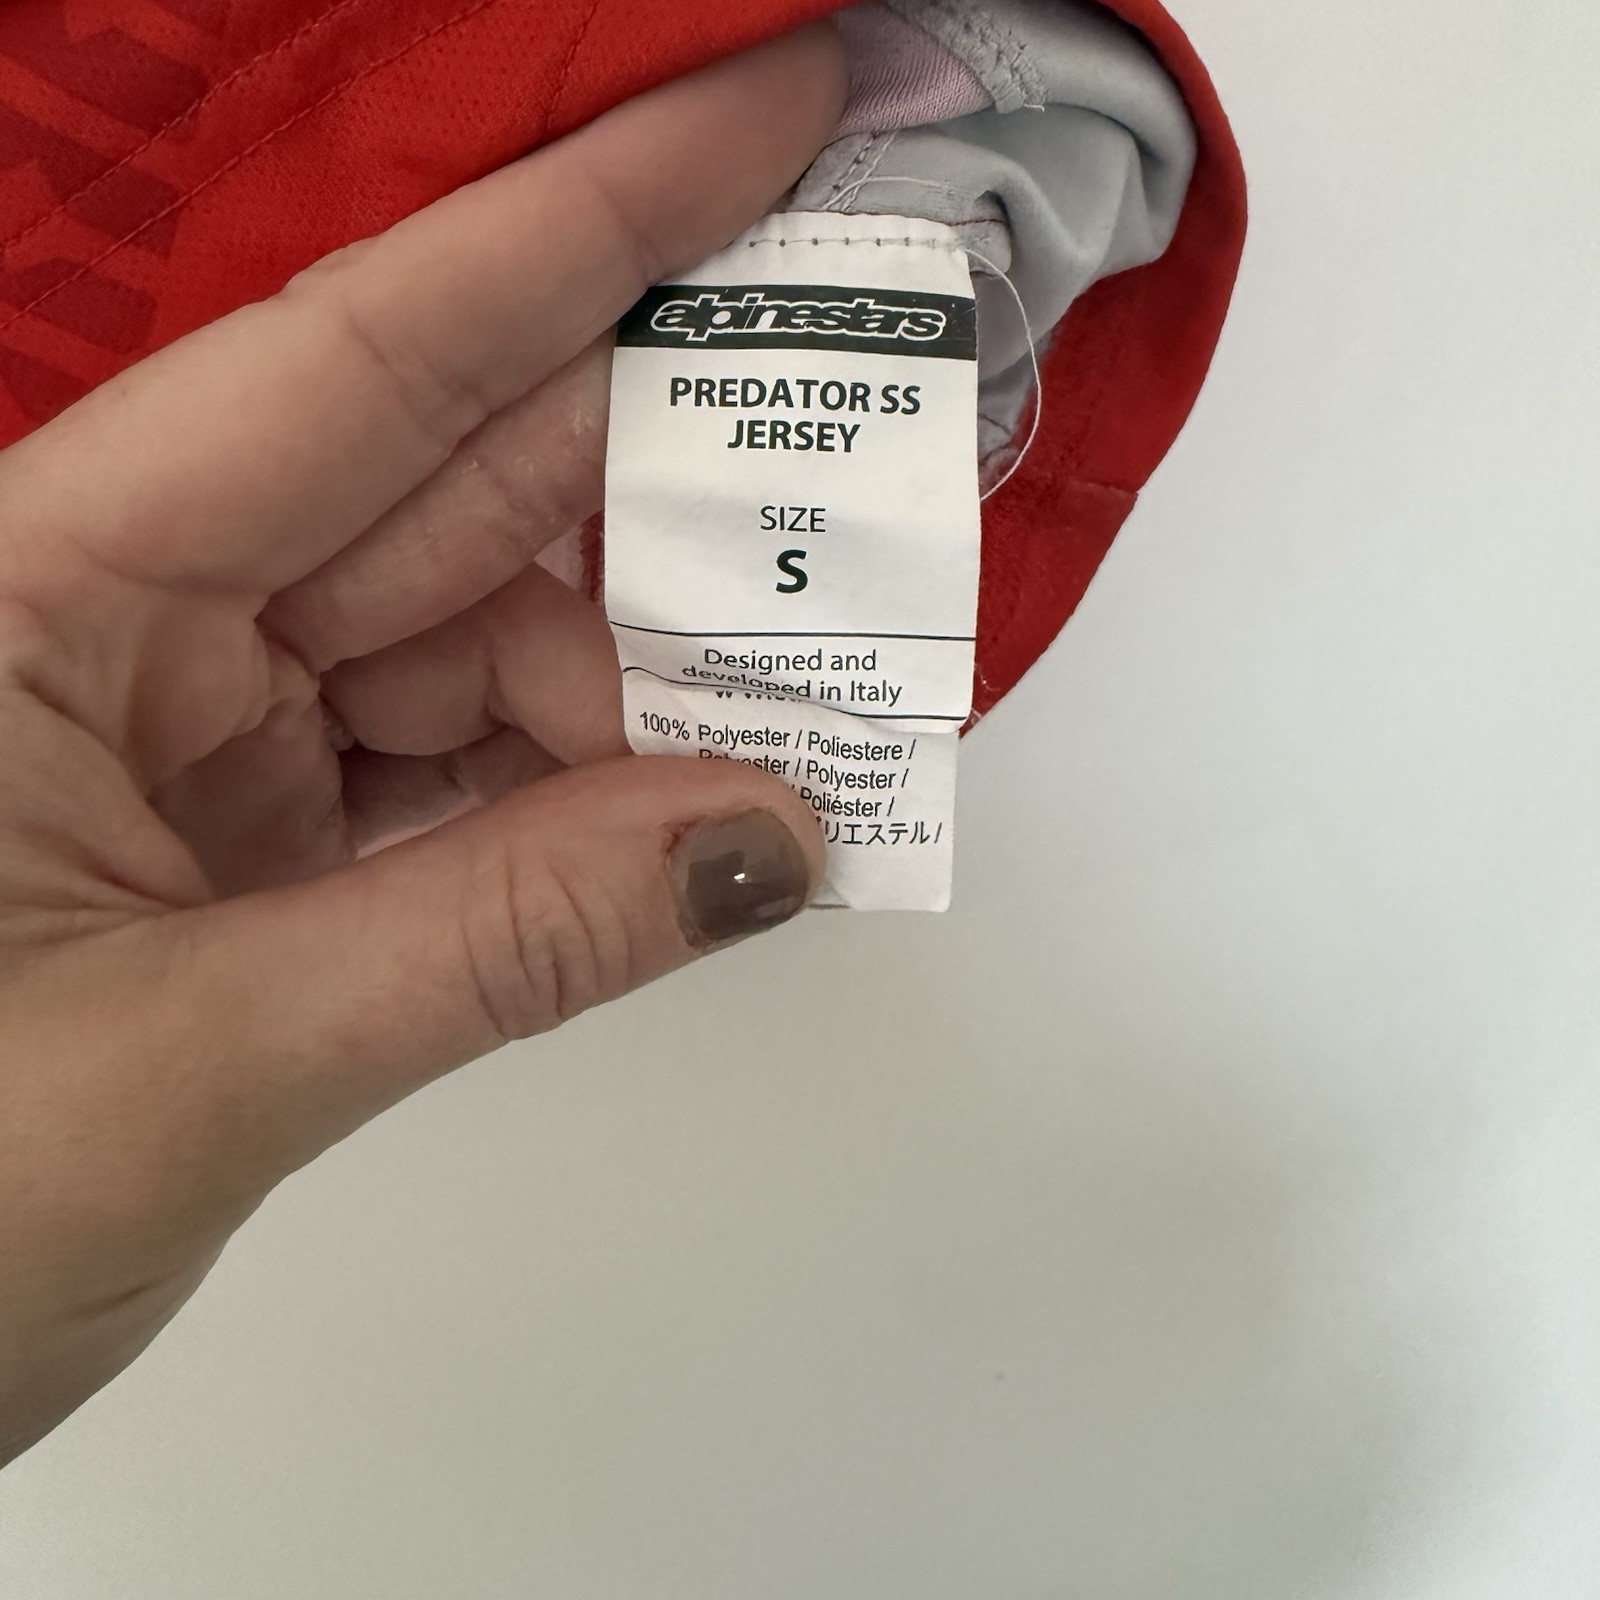 alpinestars
PREDATOR SS
JERSEY
SIZE
S
Designed and
developed in Italy
100% Polyester / Poliestere /
Polyester / Polyester /
Poliéster /
リエステル /